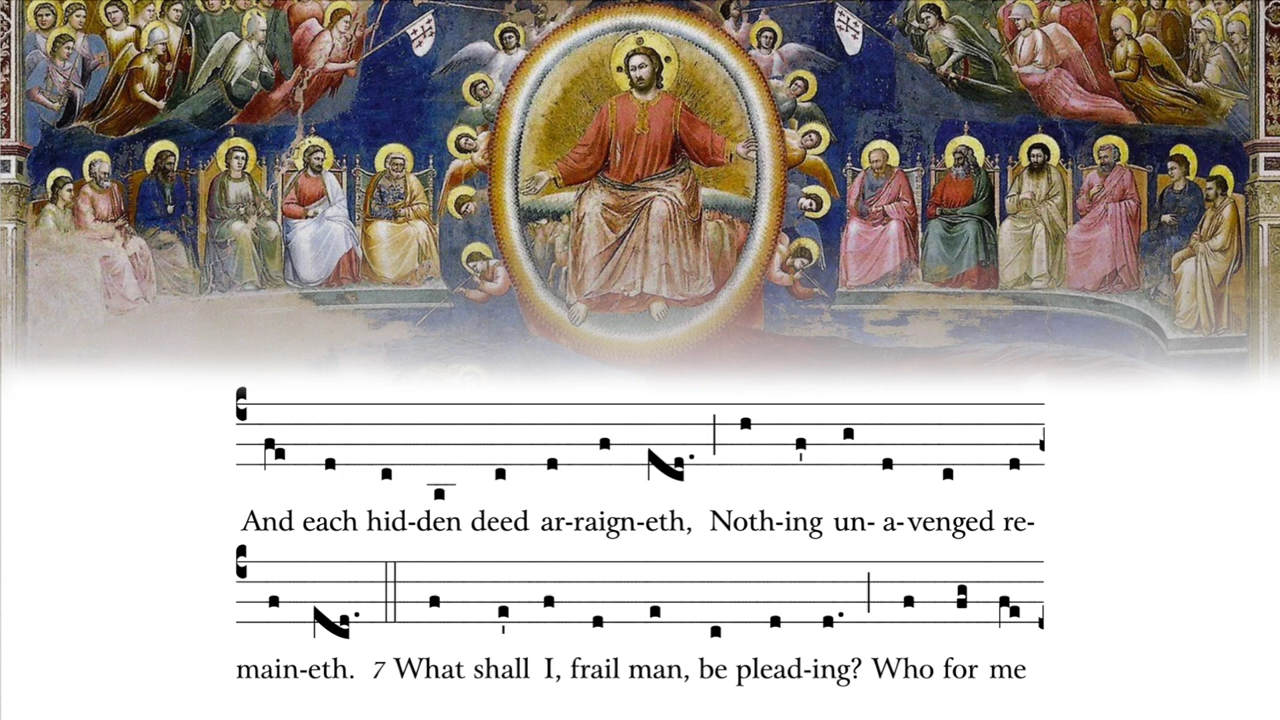 And each hid-den deed ar-raign-eth, Noth-ing un- a-venged re-
main-eth. 7 What shall I, frail man, be plead-ing? Who for me